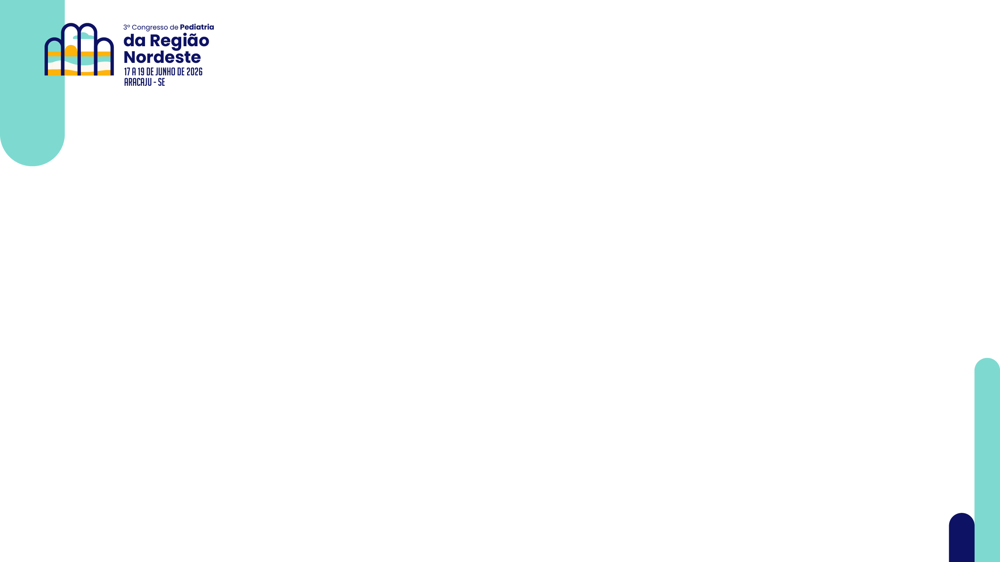 3º Congresso de Pediatria
da Região
Nordeste
17 A 19 DE JUNHO DE 2026
ARACAJU - SE